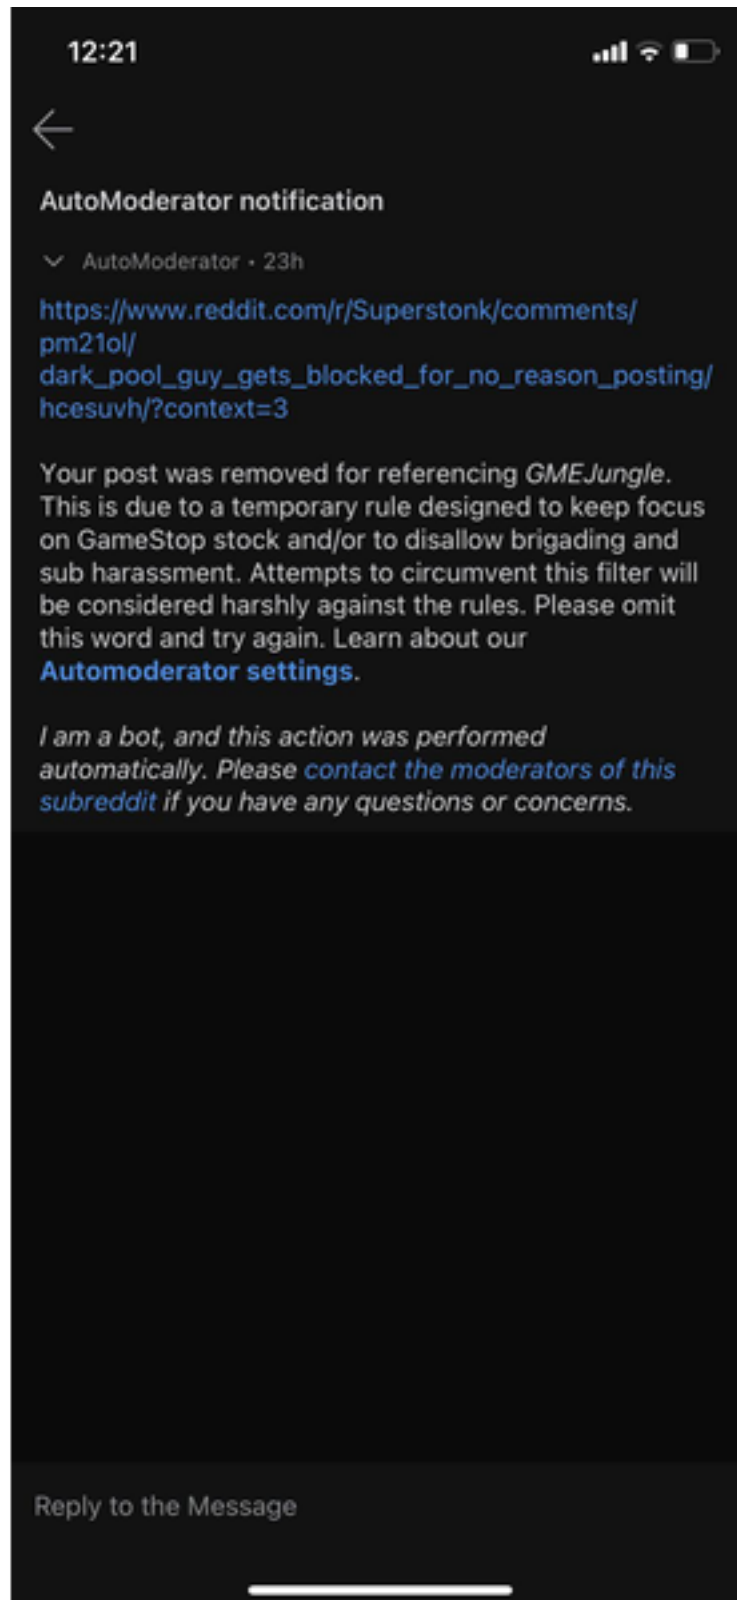 12:21
AutoModerator notification
AutoModerator • 23h
https://www.reddit.com/r/Superstonk/comments/
pm21ol/
dark_pool_guy_gets_blocked_for_no_reason_posting/
hcesuvh/?context=3
Your post was removed for referencing GMEJungle.
This is due to a temporary rule designed to keep focus
on GameStop stock and/or to disallow brigading and
sub harassment. Attempts to circumvent this filter will
be considered harshly against the rules. Please omit
this word and try again. Learn about our
Automoderator settings.
I am a bot, and this action was performed
automatically. Please contact the moderators of this
subreddit if you have any questions or concerns.
Reply to the Message